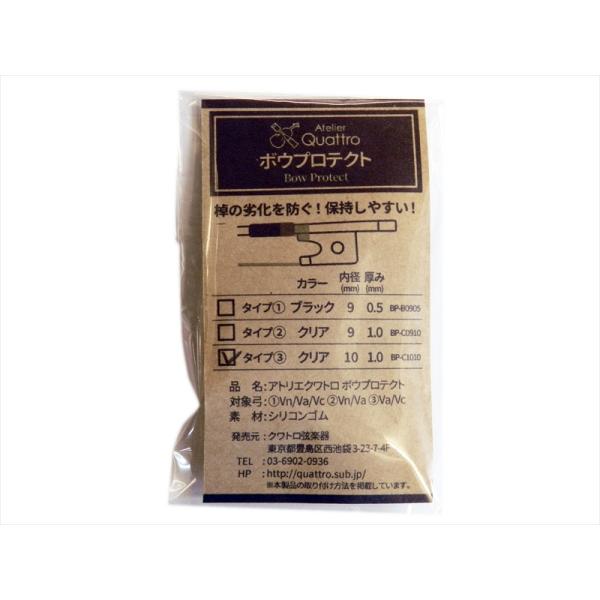 Atelier
Quattro
ボウプロテクト
Bow Protect
棹の劣化を防ぐ！保持しやすい！
カラー 内径(mm) 厚み(mm)
タイプ① ブラック 9 0.5 BP-B0905
タイプ② クリア 9 1.0 BP-C0910
タイプ③ クリア 10 1.0 BP-C1010
品 名：アトリエクワトロ ボウプロテクト
対象弓：①Vn/Va/Vc ②Vn/Va ③Va/Vc
素 材：シリコンゴム
発売元：クワトロ弦楽器
東京都豊島区西池袋3-23-7-4F
TEL ：03-6902-0936
HP ：http://quattro.sub.jp/
※本製品の取り付け方法を掲載しています。